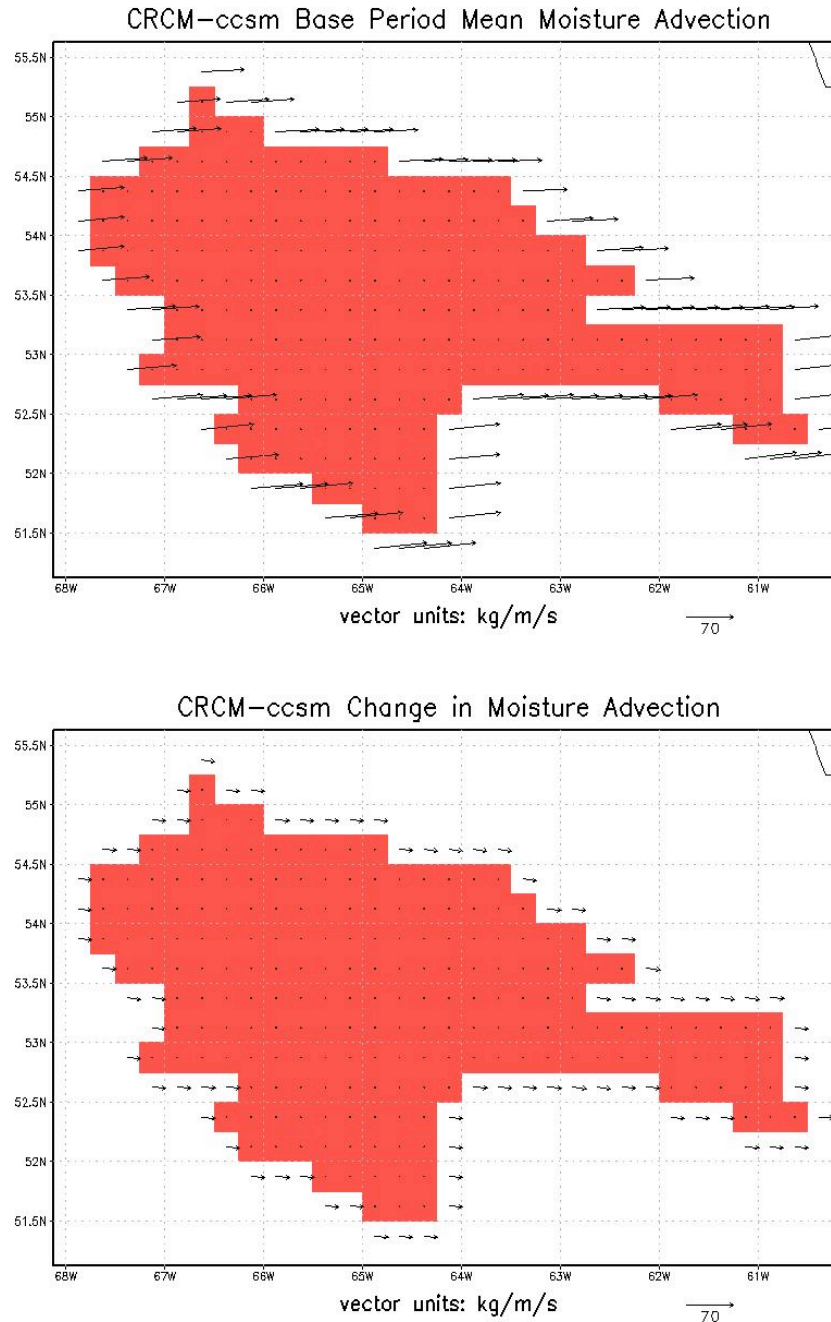 CRCM-ccsm Base Period Mean Moisture Advection
55.5N
55N
54.5N
54N
53.5N
53N
52.5N
52N
51.5N
68W 67W 66W 65W 64W 63W 62W 61W
vector units: kg/m/s
70
CRCM-ccsm Change in Moisture Advection
55.5N
55N
54.5N
54N
53.5N
53N
52.5N
52N
51.5N
68W 67W 66W 65W 64W 63W 62W 61W
vector units: kg/m/s
70